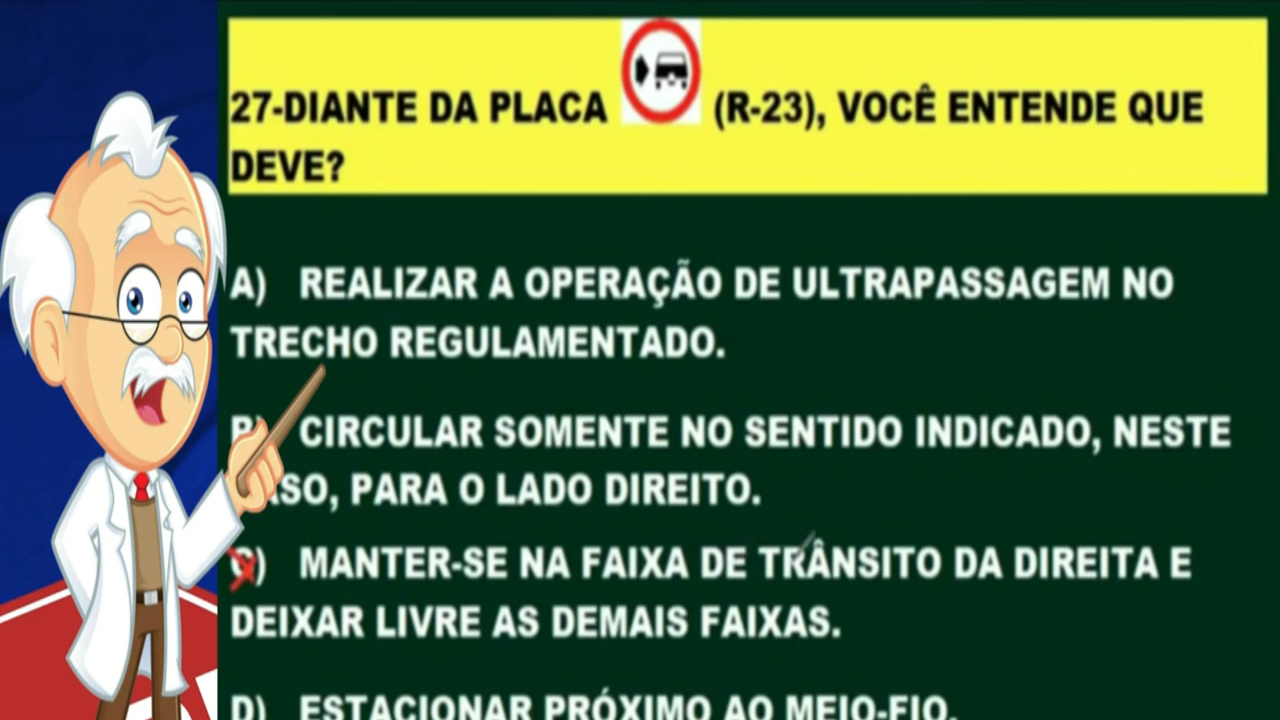 27-DIANTE DA PLACA (R-23), VOCÊ ENTENDE QUE
DEVE?
A) REALIZAR A OPERAÇÃO DE ULTRAPASSAGEM NO
TRECHO REGULAMENTADO.
B) CIRCULAR SOMENTE NO SENTIDO INDICADO, NESTE
CASO, PARA O LADO DIREITO.
C) MANTER-SE NA FAIXA DE TRÂNSITO DA DIREITA E
DEIXAR LIVRE AS DEMAIS FAIXAS.
D) ESTACIONAR PRÓXIMO AO MEIO-FIO.